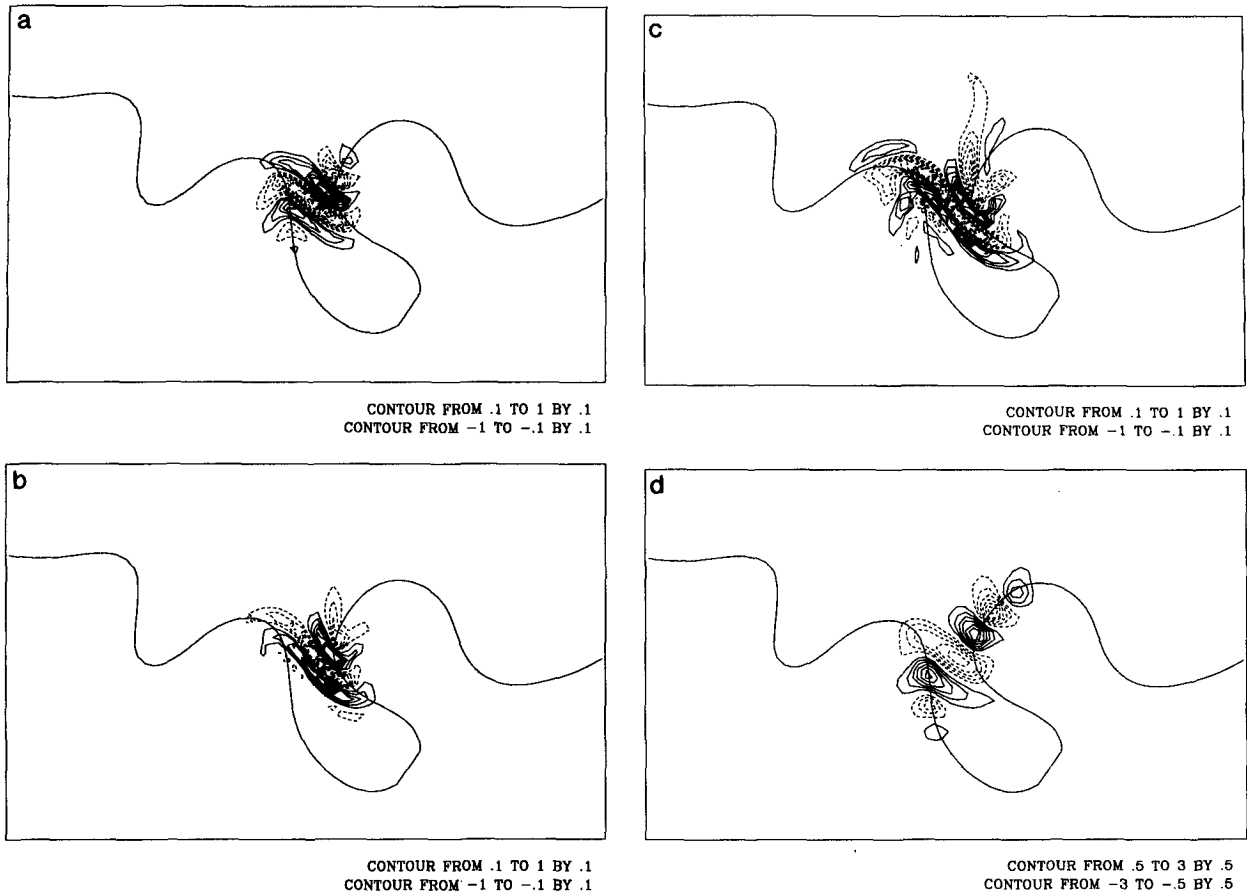 a
CONTOUR FROM .1 TO 1 BY .1
CONTOUR FROM -1 TO -.1 BY .1
b
CONTOUR FROM .1 TO 1 BY .1
CONTOUR FROM -1 TO -.1 BY .1
c
CONTOUR FROM .1 TO 1 BY .1
CONTOUR FROM -1 TO -.1 BY .1
d
CONTOUR FROM .5 TO 3 BY .5
CONTOUR FROM -3 TO -.5 BY .5